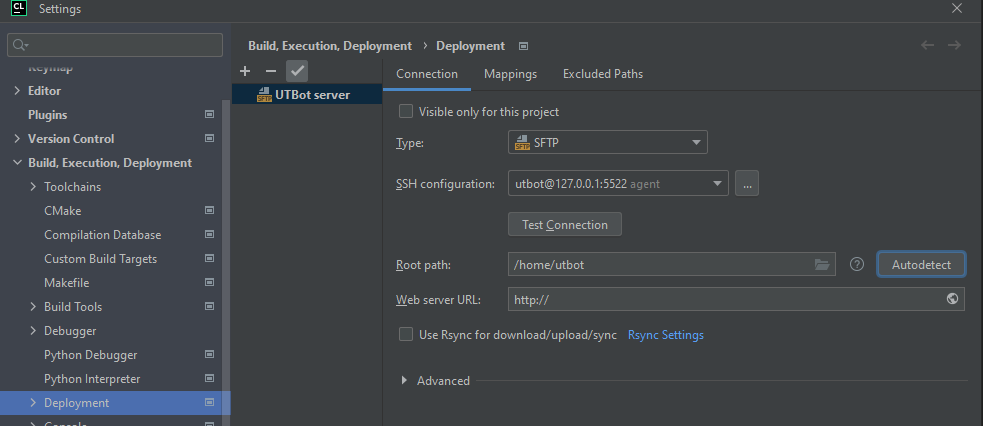 CL Settings
Keymap
Editor
Plugins
Version Control
Build, Execution, Deployment
Toolchains
CMake
Compilation Database
Custom Build Targets
Makefile
Build Tools
Debugger
Python Debugger
Python Interpreter
Deployment
Console
Build, Execution, Deployment › Deployment
SFTP UTBot server
Connection Mappings Excluded Paths
Visible only for this project
Type: SFTP SFTP
SSH configuration: utbot@127.0.0.1:5522 agent ...
Test Connection
Root path: /home/utbot ? Autodetect
Web server URL: http://
Use Rsync for download/upload/sync Rsync Settings
Advanced